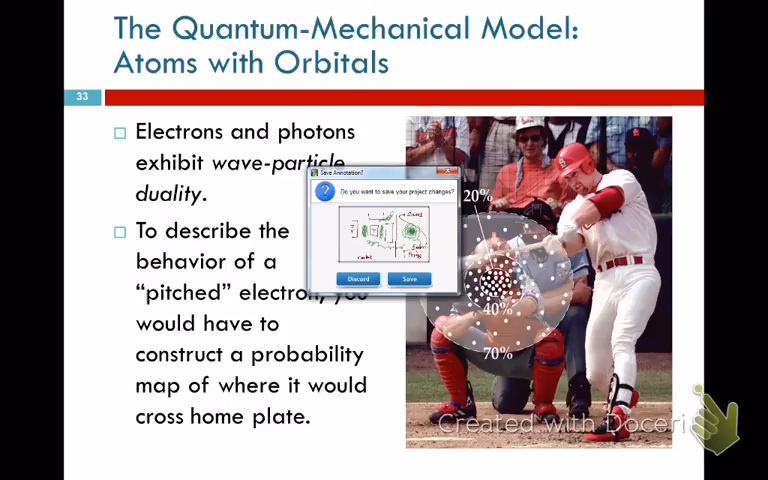 The Quantum-Mechanical Model:
Atoms with Orbitals
33
Electrons and photons
exhibit wave-particle
duality.
To describe the
behavior of a
“pitched” electron, you
would have to
construct a probability
map of where it would
cross home plate.
Save Annotation?
Do you want to save your project changes?
Discard
Save
20%
40%
70%
Created with Doceri